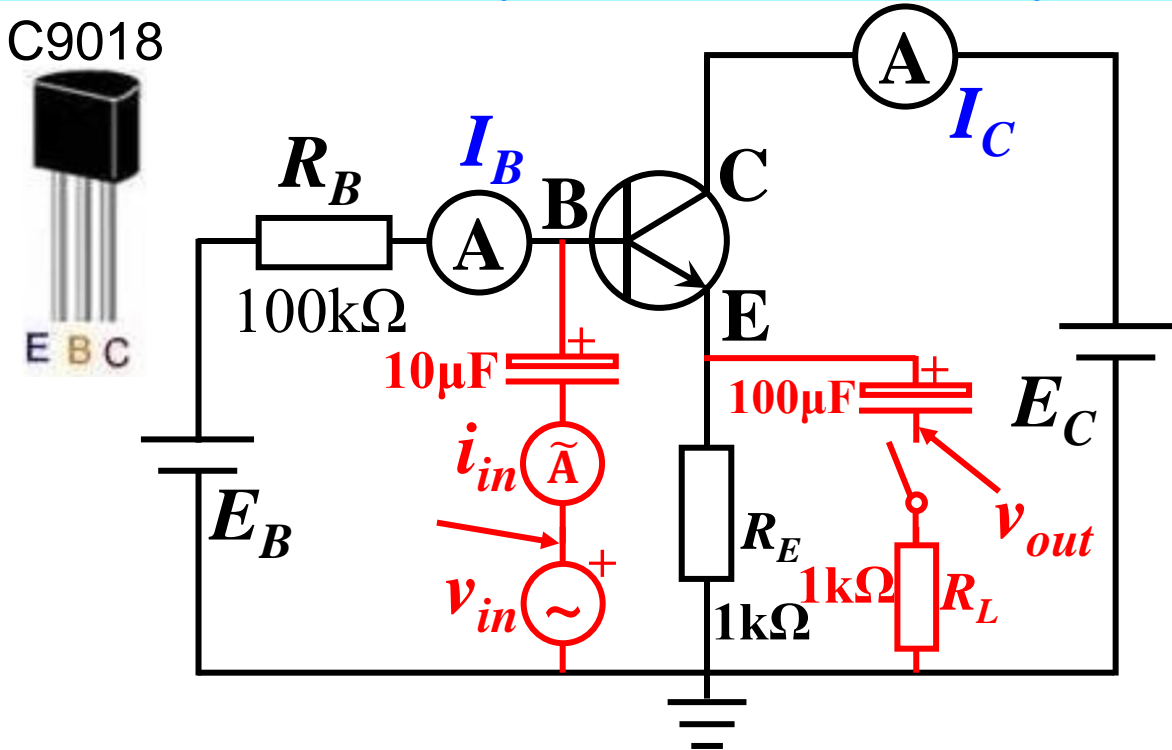 C9018
E B C
R_B
100kΩ
I_B
A
B
C
E
A
I_C
10μF
+
i_in
Ã
v_in
+
~
E_B
100μF
+
R_E
1kΩ
1kΩ
R_L
v_out
E_C